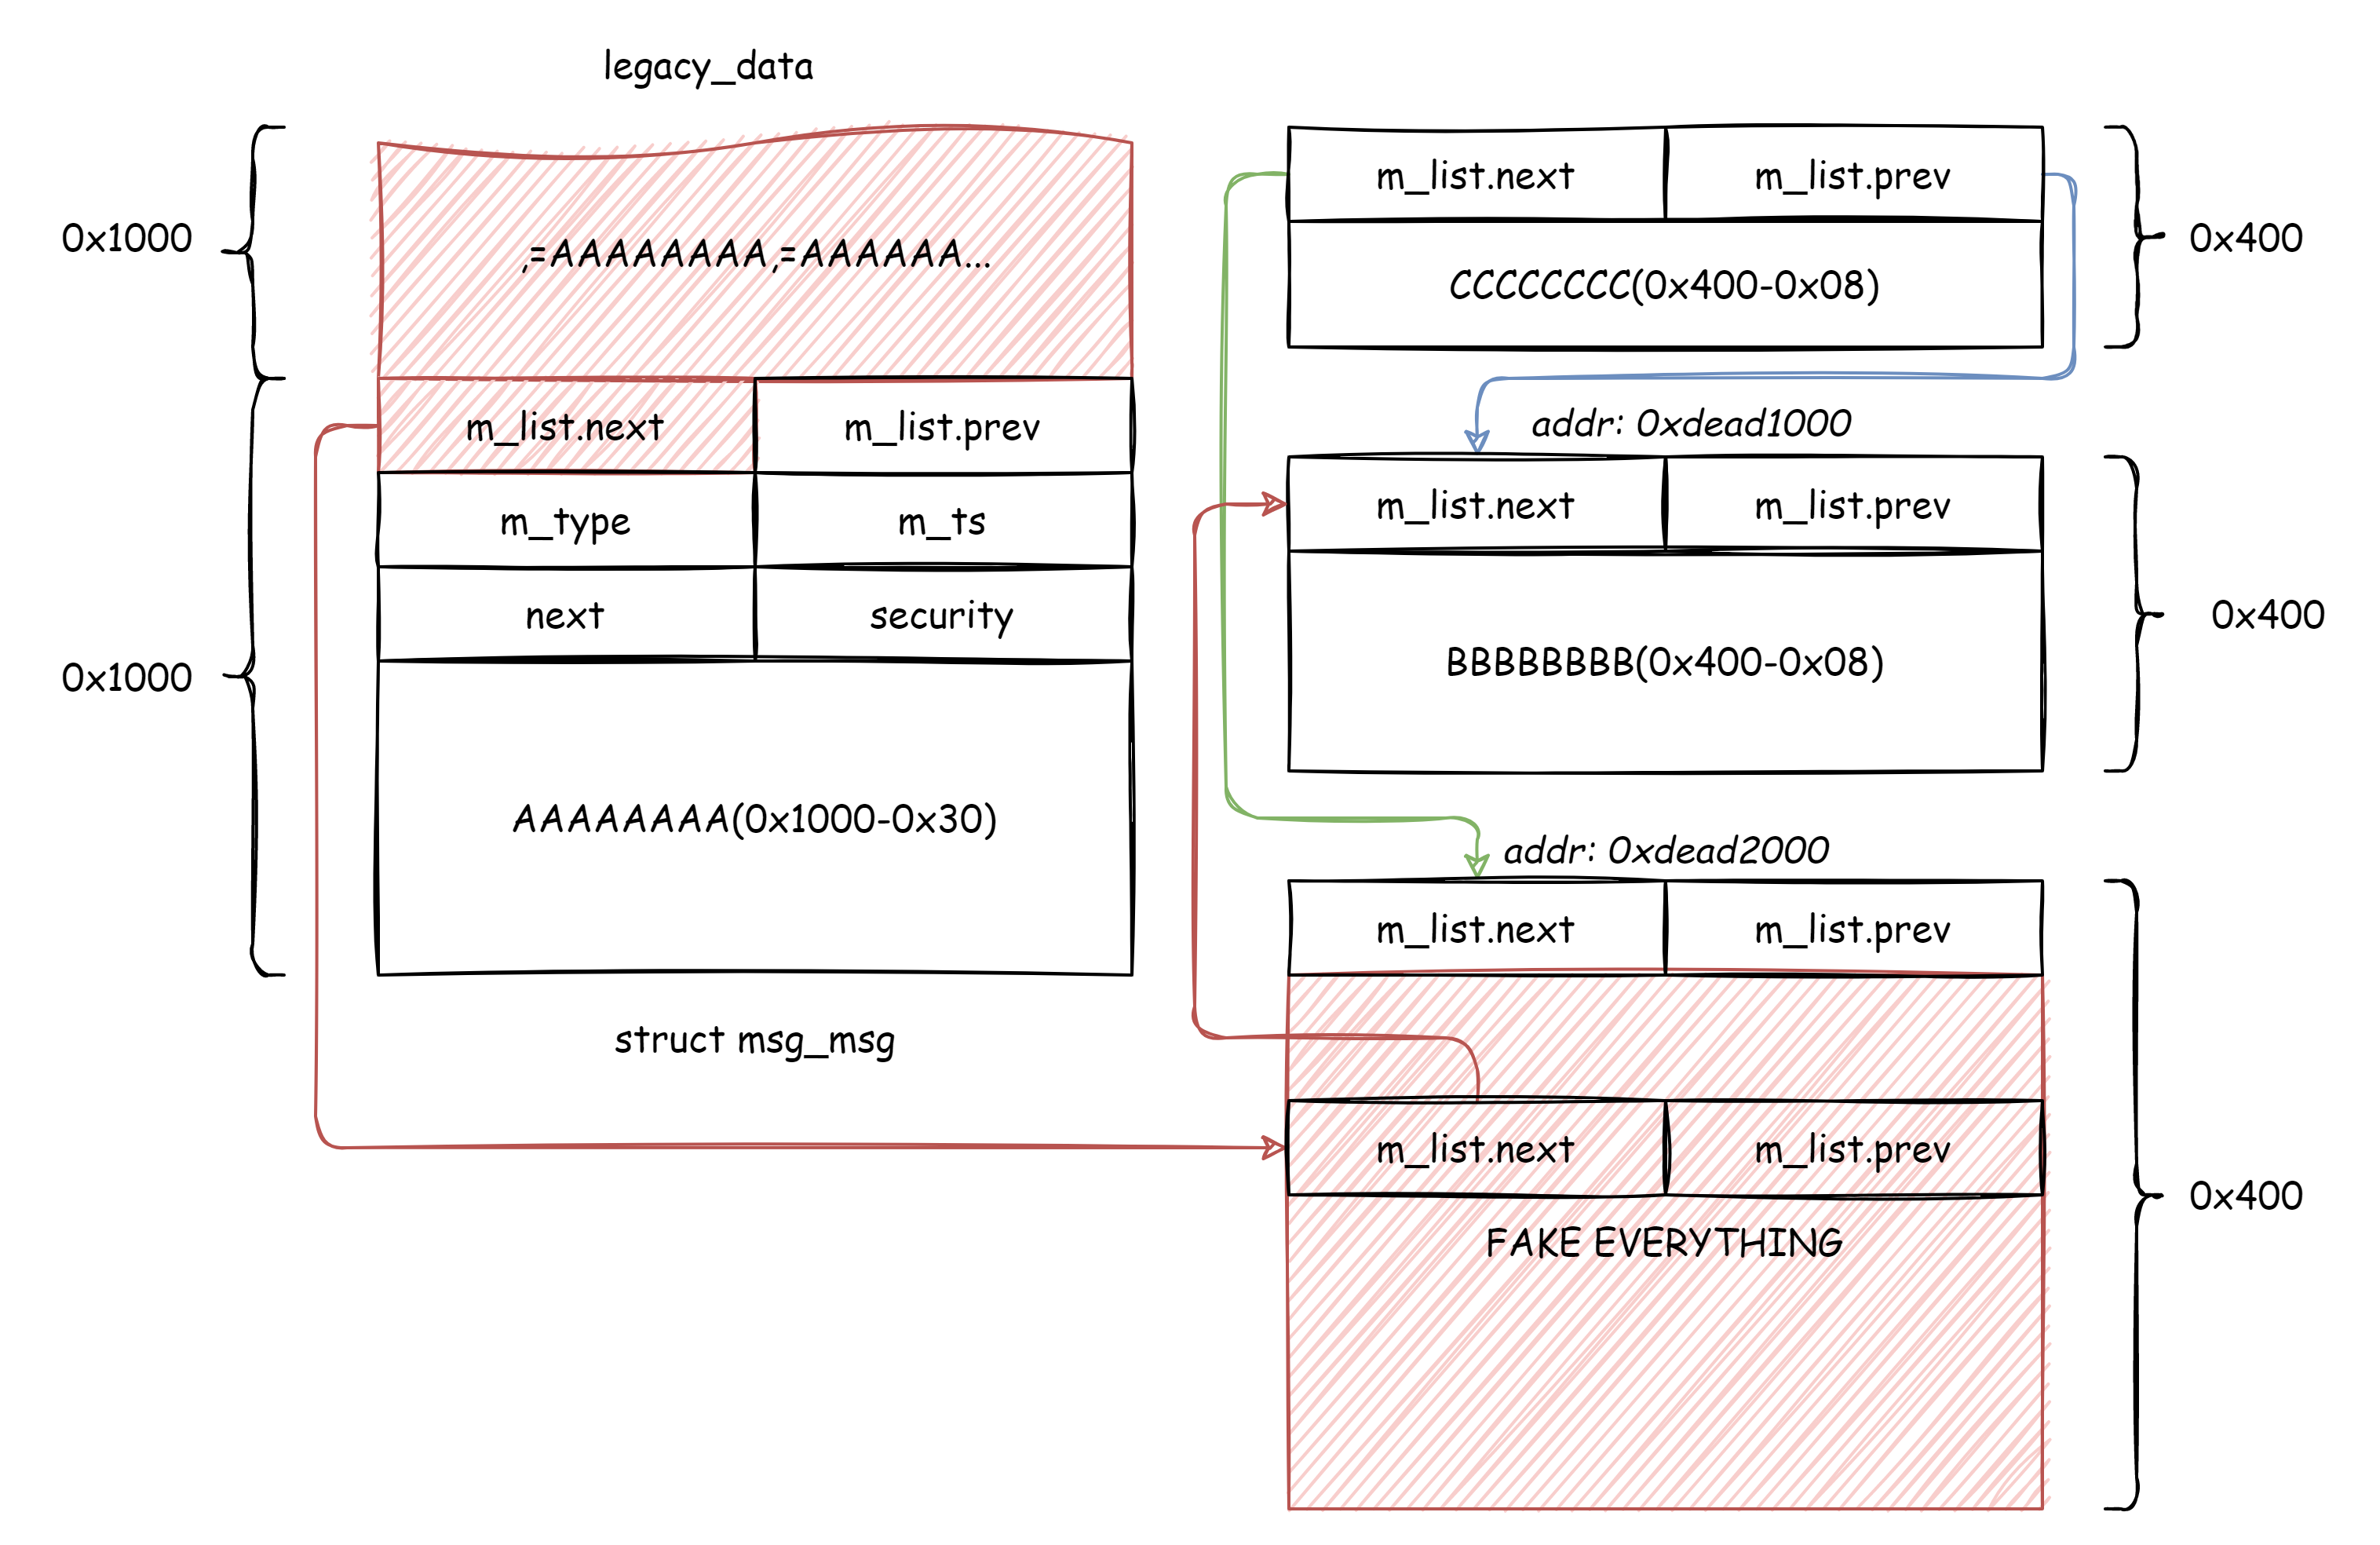 legacy_data
0x1000
,=AAAAAAAA,=AAAAAA...
m_list.next
m_list.prev
m_type
m_ts
next
security
0x1000
AAAAAAAA(0x1000-0x30)
struct msg_msg
m_list.next
m_list.prev
0x400
CCCCCCCC(0x400-0x08)
addr: 0xdead1000
m_list.next
m_list.prev
0x400
BBBBBBBB(0x400-0x08)
addr: 0xdead2000
m_list.next
m_list.prev
m_list.next
m_list.prev
0x400
FAKE EVERYTHING